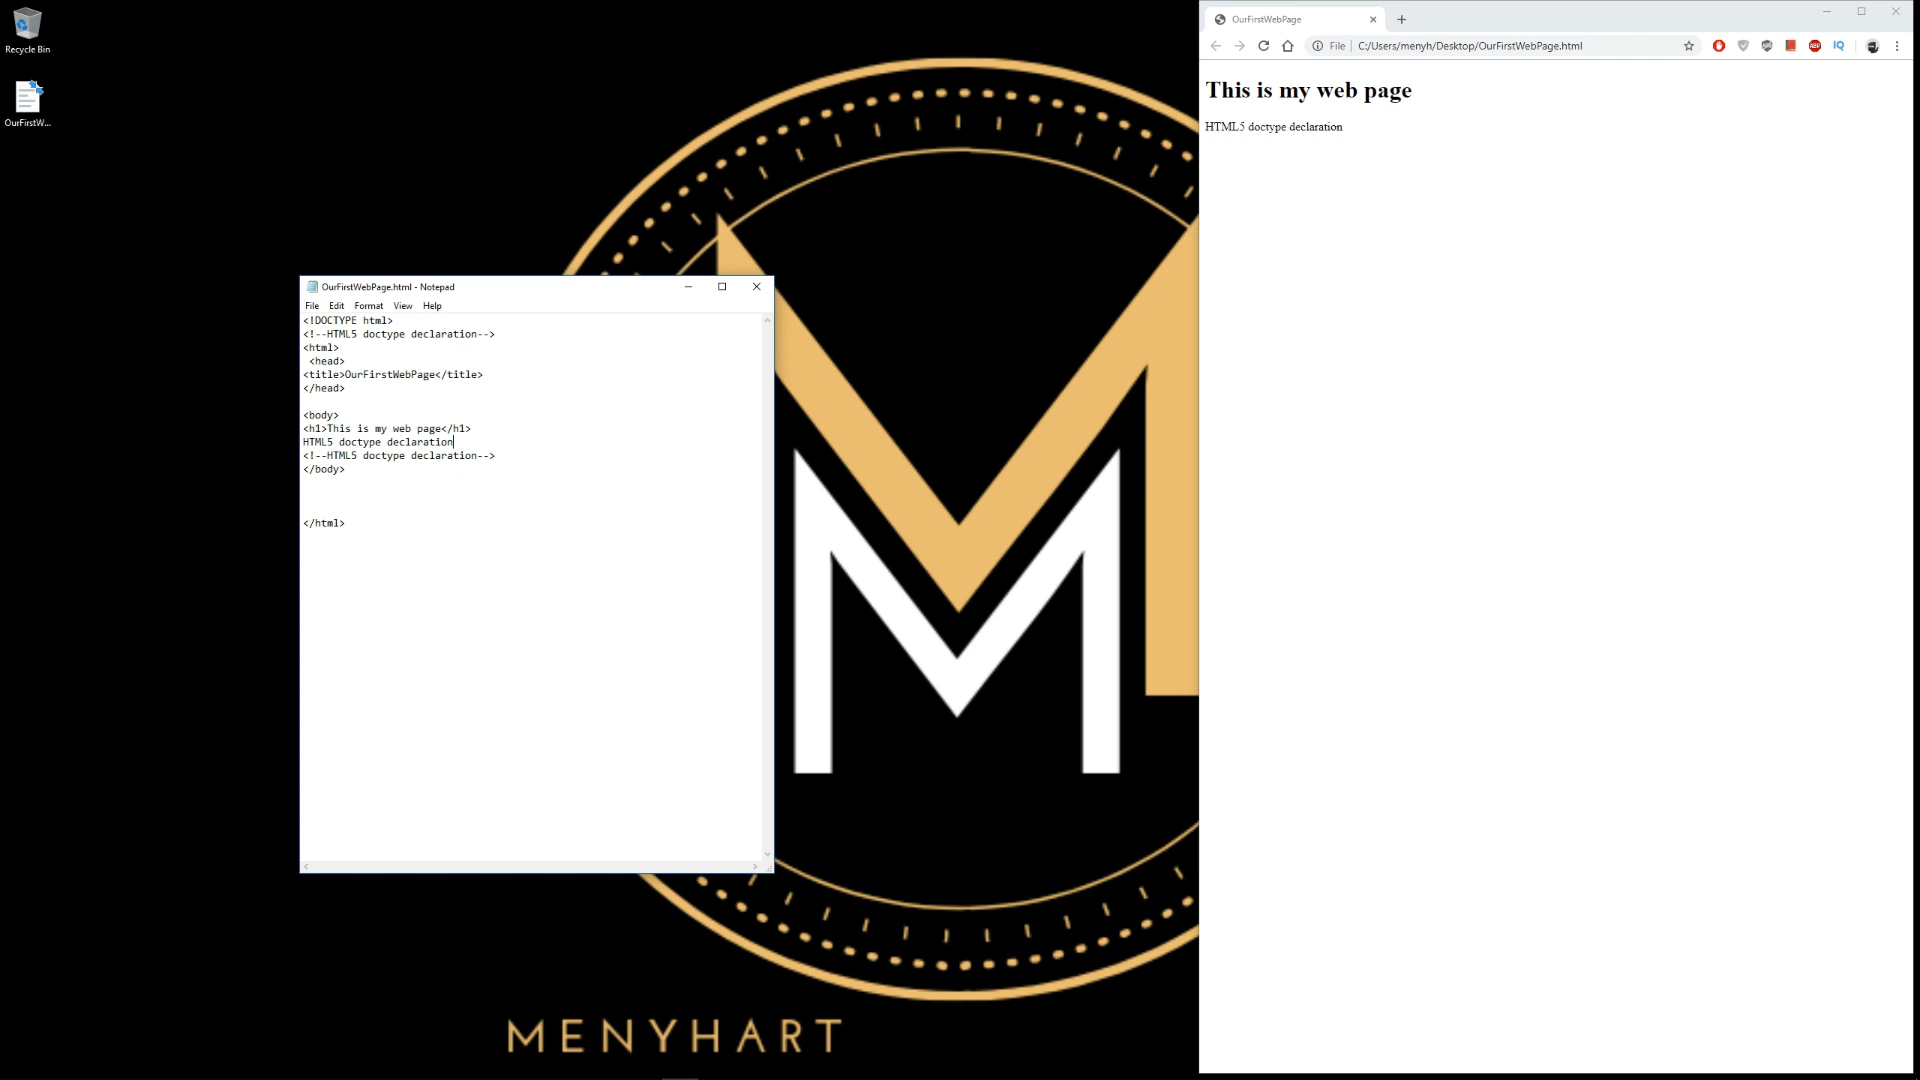 Recycle Bin
OurFirstW...
OurFirstWebPage.html - Notepad
File Edit Format View Help
<!DOCTYPE html>
<!--HTML5 doctype declaration-->
<html>
<head>
<title>OurFirstWebPage</title>
</head>
<body>
<h1>This is my web page</h1>
HTML5 doctype declaration
<!--HTML5 doctype declaration-->
</body>
</html>
MENYHART
OurFirstWebPage
File C:/Users/menyh/Desktop/OurFirstWebPage.html
ABP
IQ
This is my web page
HTML5 doctype declaration